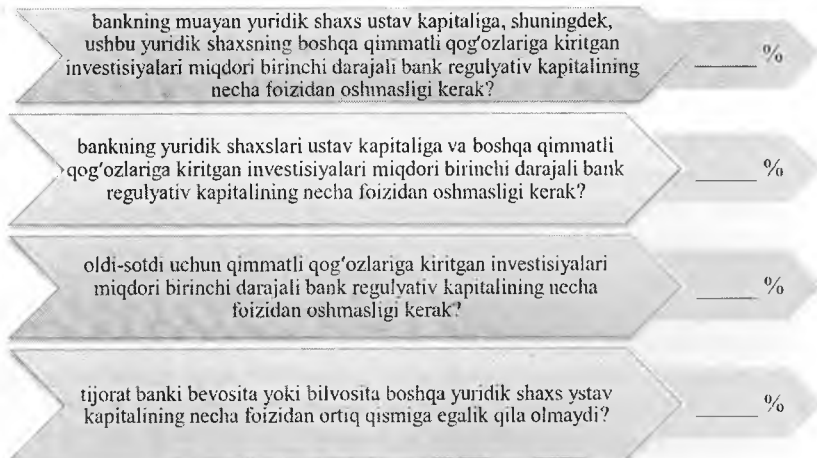 bankning muayan yuridik shaxs ustav kapitaliga, shuningdek,
ushbu yuridik shaxsning boshqa qimmatli qog'ozlariga kiritgan
investisiyalari miqdori birinchi darajali bank regulyativ kapitalining
necha foizidan oshmasligi kerak?
_____ %
bankning yuridik shaxslari ustav kapitaliga va boshqa qimmatli
qog'ozlariga kiritgan investisiyalari miqdori birinchi darajali bank
regulyativ kapitalining necha foizidan oshmasligi kerak?
_____ %
oldi-sotdi uchun qimmatli qog'ozlariga kiritgan investisiyalari
miqdori birinchi darajali bank regulyativ kapitalining necha
foizidan oshmasligi kerak?
_____ %
tijorat banki bevosita yoki bilvosita boshqa yuridik shaxs ystav
kapitalining necha foizidan ortiq qismiga egalik qila olmaydi?
_____ %